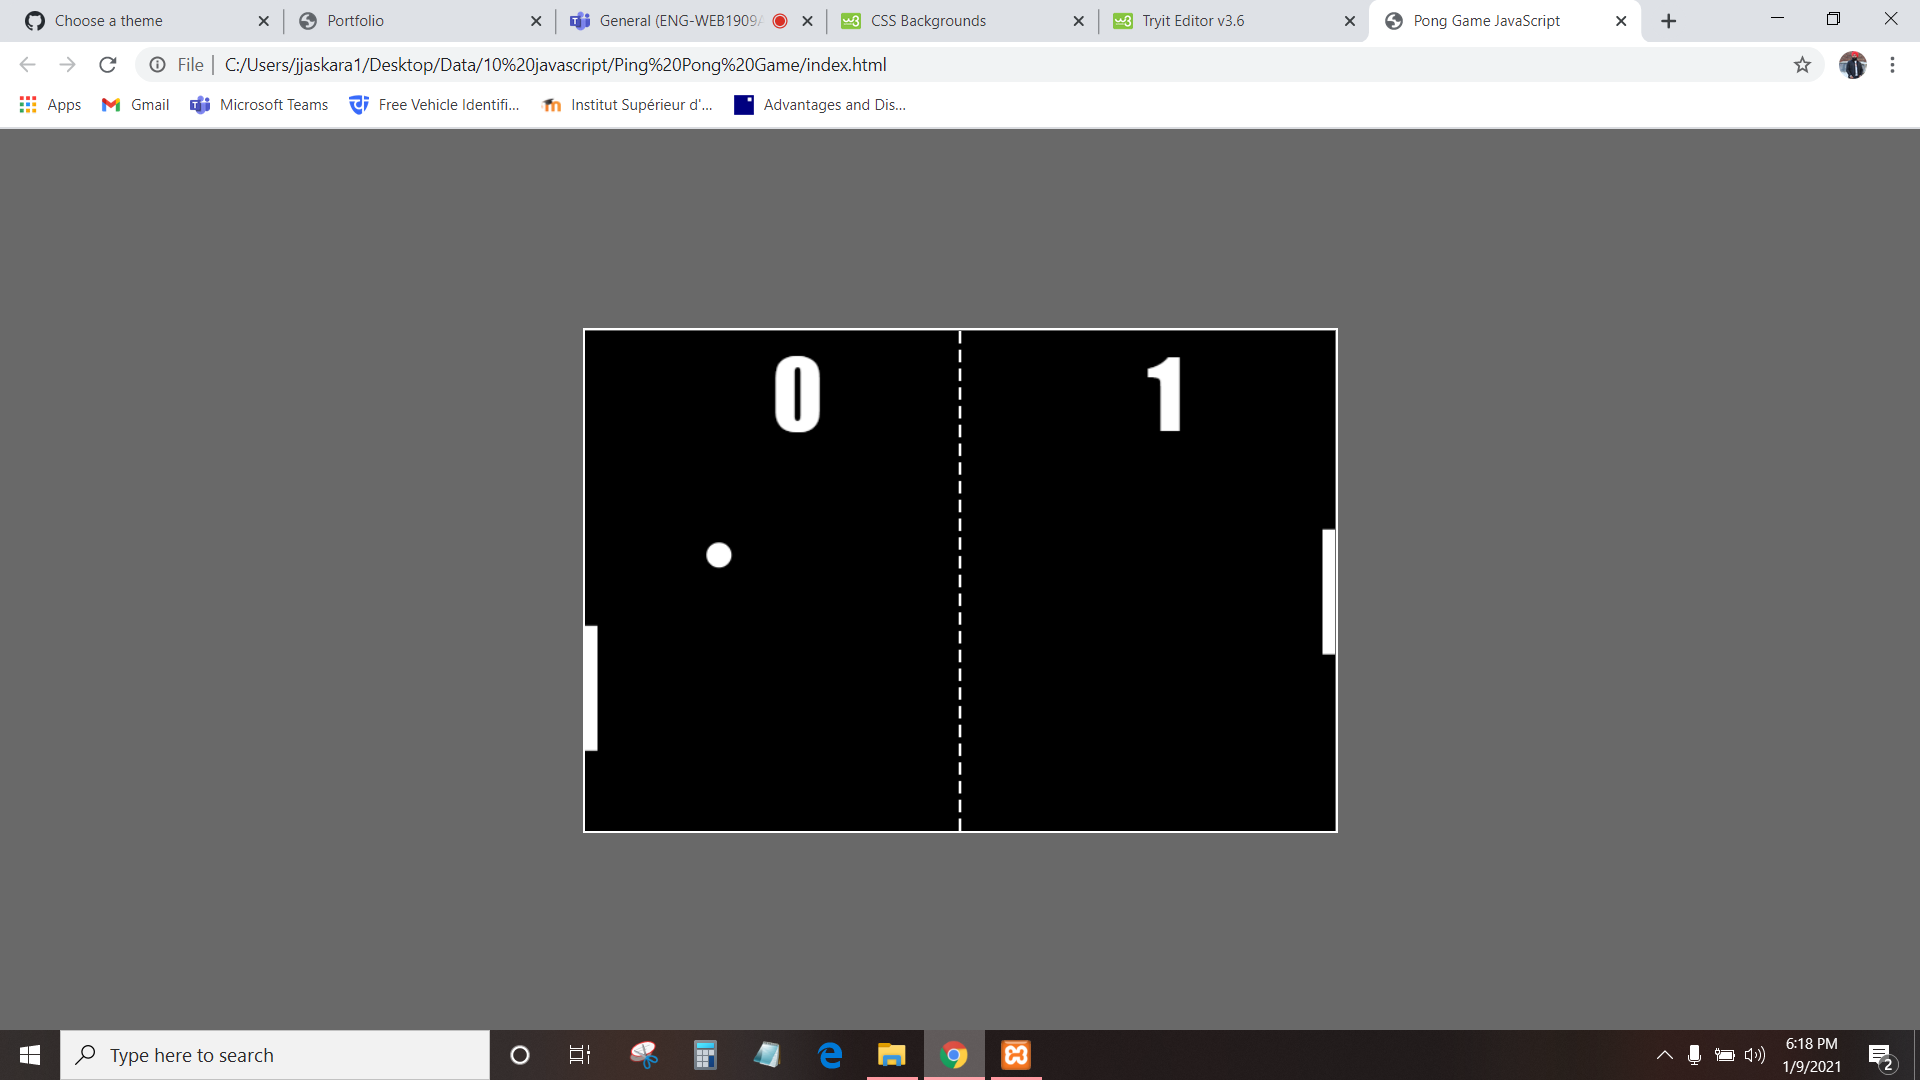 Choose a theme
Portfolio
General (ENG-WEB1909A
CSS Backgrounds
Tryit Editor v3.6
Pong Game JavaScript
File
C:/Users/jjaskara1/Desktop/Data/10%20javascript/Ping%20Pong%20Game/index.html
Apps
Gmail
Microsoft Teams
Free Vehicle Identifi...
Institut Supérieur d'...
Advantages and Dis...
0
1
Type here to search
6:18 PM
1/9/2021
2